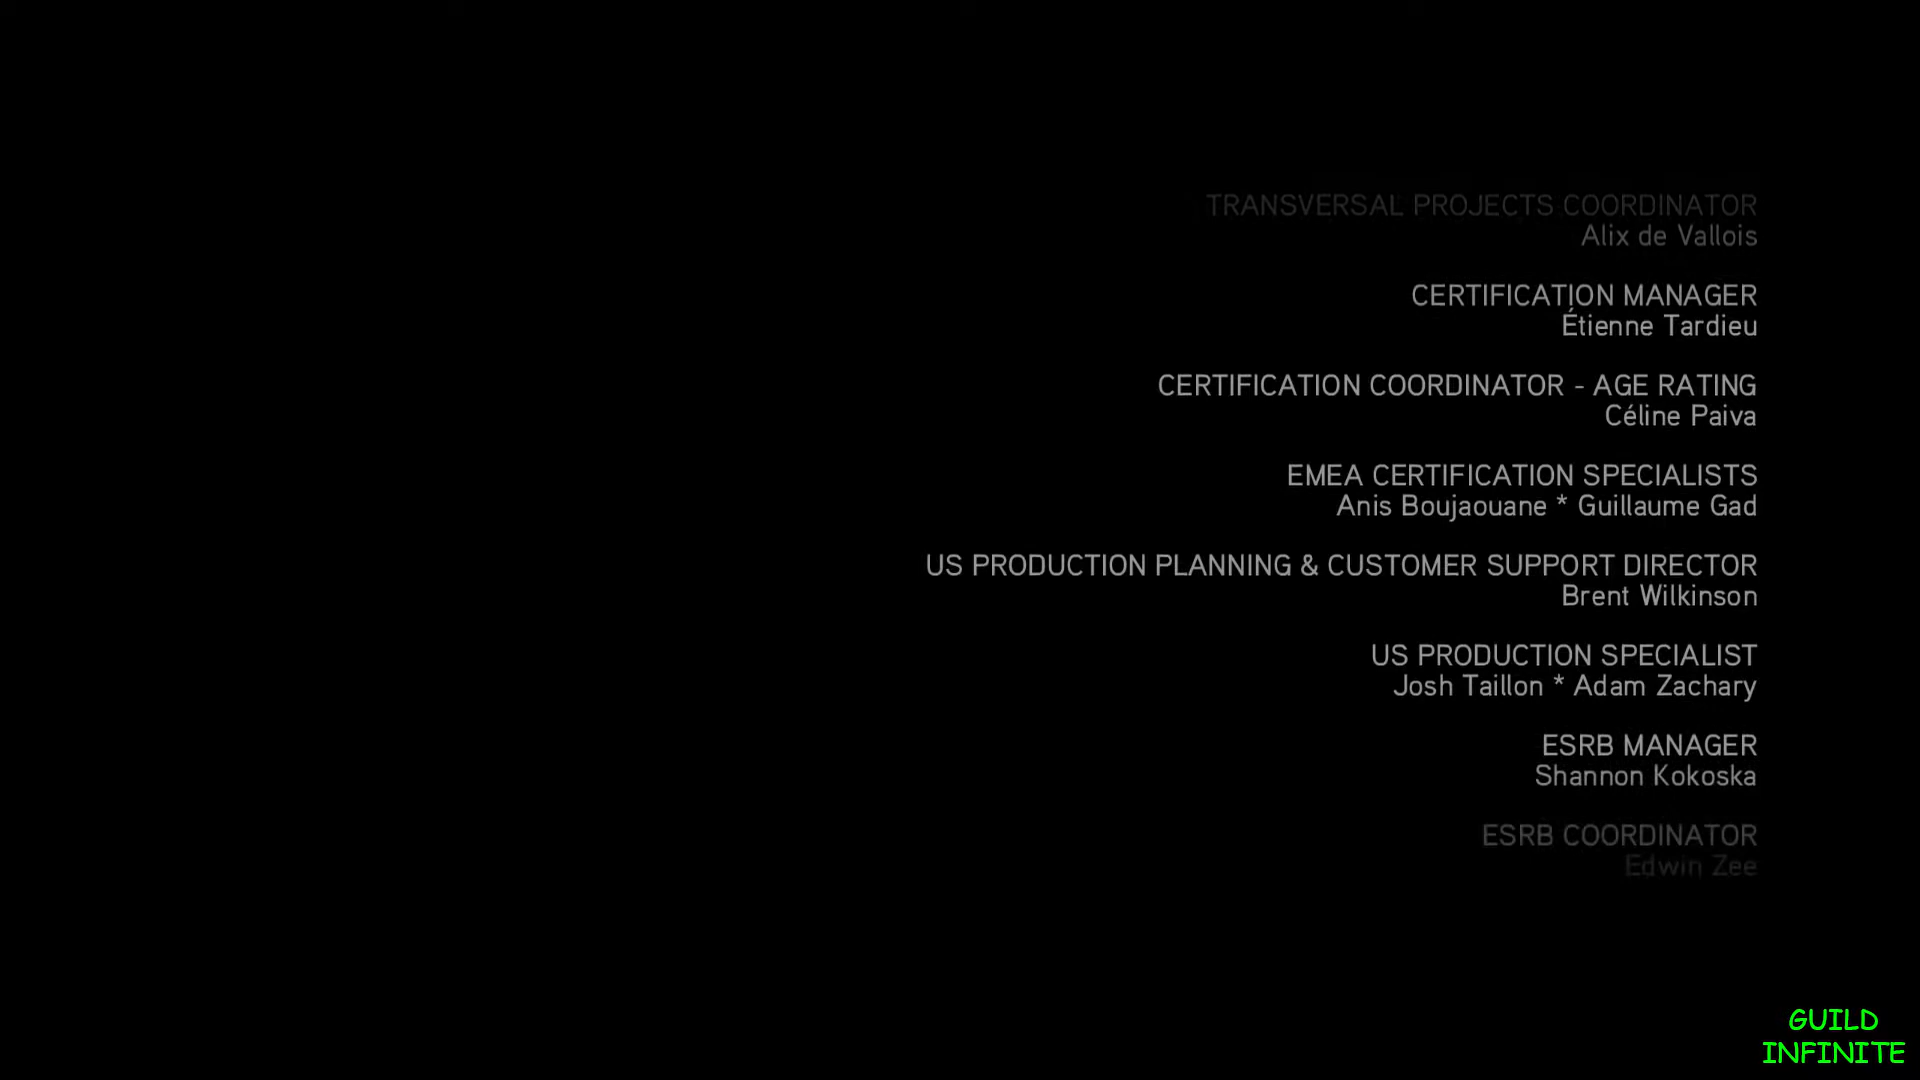 TRANSVERSAL PROJECTS COORDINATOR
Alix de Vallois
CERTIFICATION MANAGER
Étienne Tardieu
CERTIFICATION COORDINATOR - AGE RATING
Céline Paiva
EMEA CERTIFICATION SPECIALISTS
Anis Boujaouane * Guillaume Gad
US PRODUCTION PLANNING & CUSTOMER SUPPORT DIRECTOR
Brent Wilkinson
US PRODUCTION SPECIALIST
Josh Taillon * Adam Zachary
ESRB MANAGER
Shannon Kokoska
ESRB COORDINATOR
Edwin Zee
GUILD
INFINITE